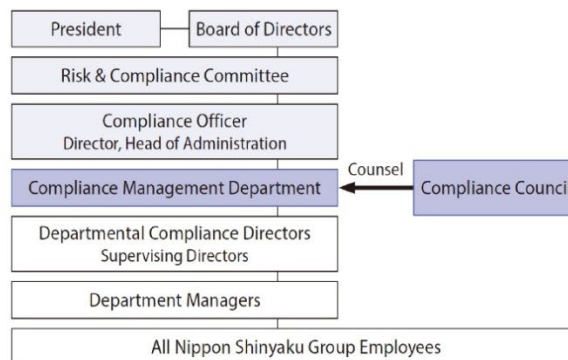 President
Board of Directors
Risk & Compliance Committee
Compliance Officer
Director, Head of Administration
Compliance Management Department
Counsel
Compliance Counci
Departmental Compliance Directors
Supervising Directors
Department Managers
All Nippon Shinyaku Group Employees